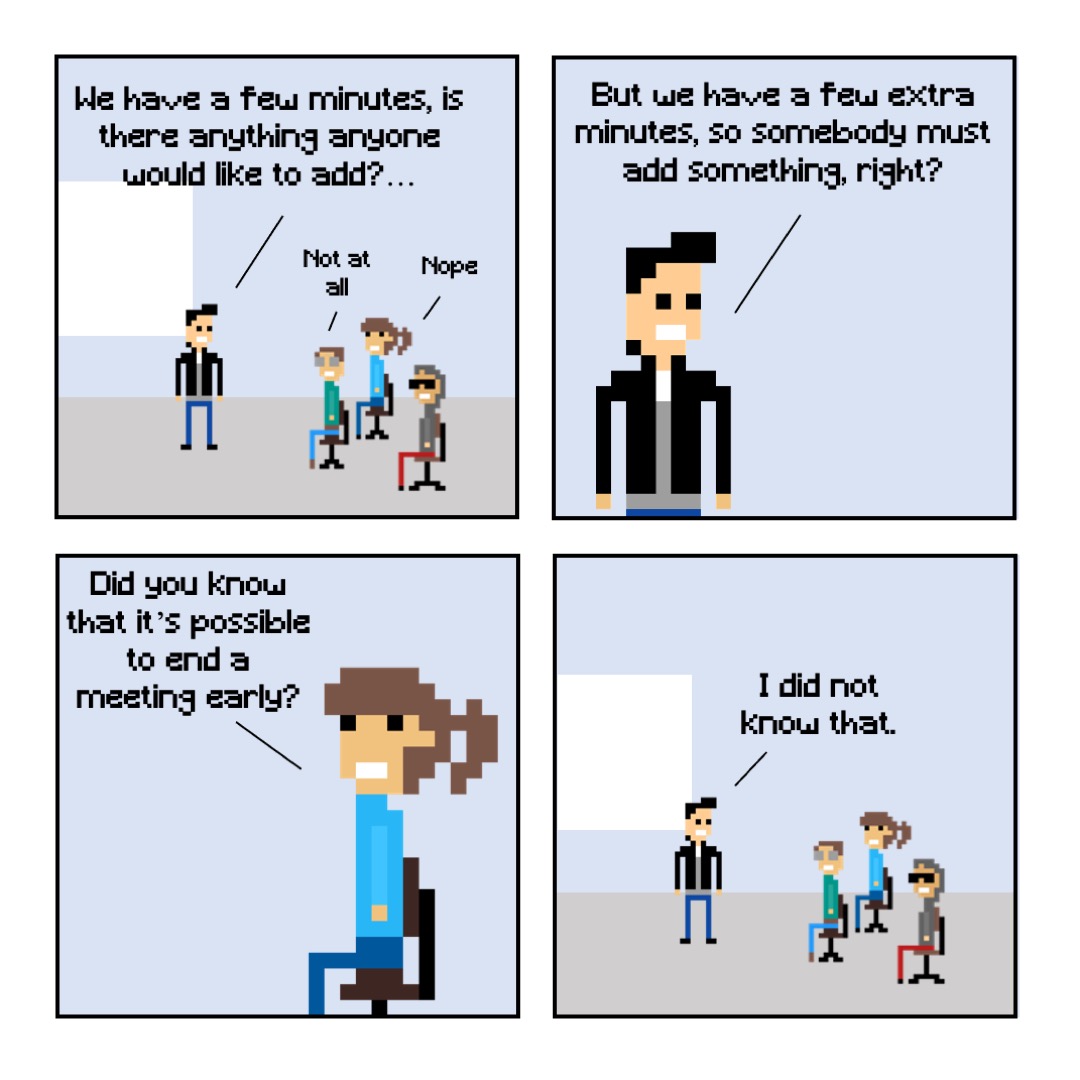 We have a few minutes, is
there anything anyone
would like to add?...
Not at
all
Nope
But we have a few extra
minutes, so somebody must
add something, right?
Did you know
that it's possible
to end a
meeting early?
I did not
know that.